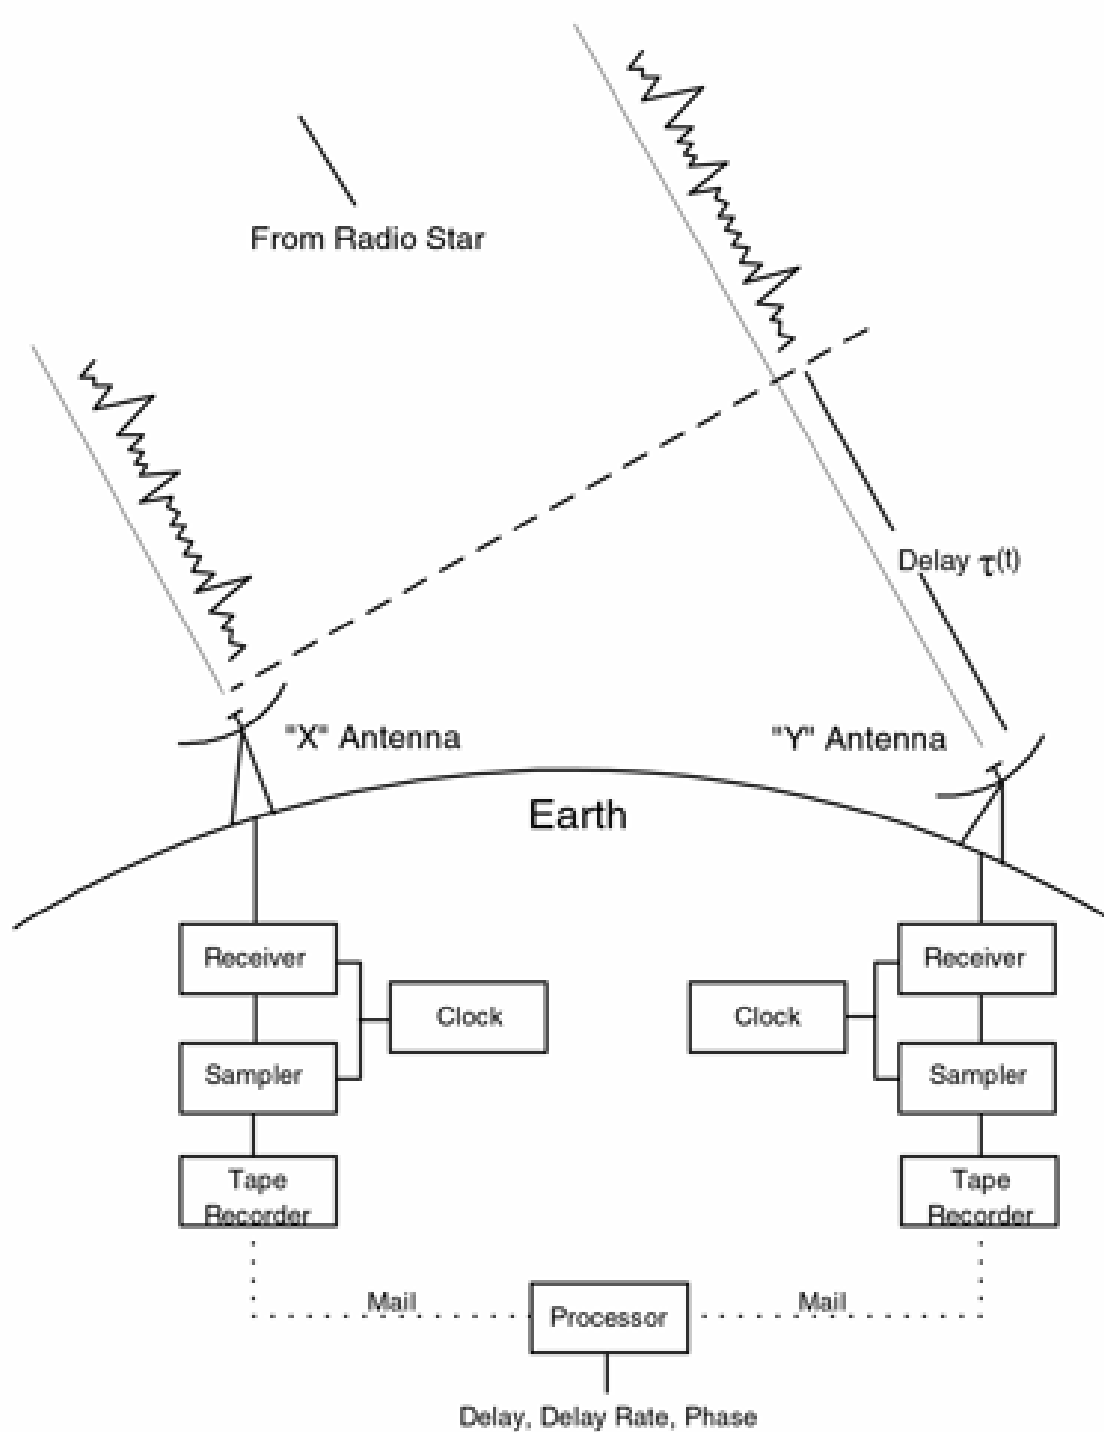 From Radio Star
Delay τ(t)
"X" Antenna
"Y" Antenna
Earth
Receiver
Receiver
Clock
Clock
Sampler
Sampler
Tape
Recorder
Tape
Recorder
Mail
Mail
Processor
Delay, Delay Rate, Phase